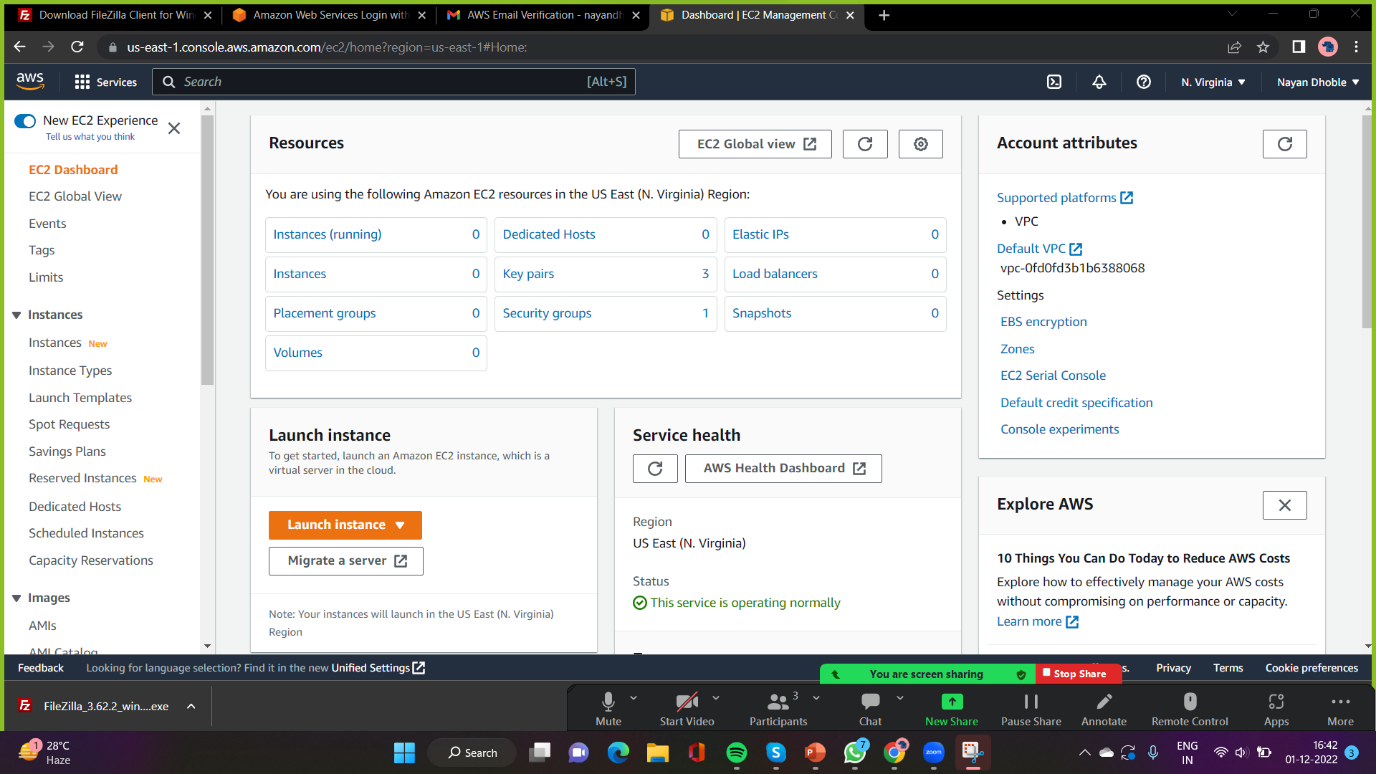 Download FileZilla Client for Win
Amazon Web Services Login with
AWS Email Verification - nayandh
Dashboard | EC2 Management Co
us-east-1.console.aws.amazon.com/ec2/home?region=us-east-1#Home:
aws
Services
Search
[Alt+S]
N. Virginia
Nayan Dhoble
New EC2 Experience
Tell us what you think
EC2 Dashboard
EC2 Global View
Events
Tags
Limits
Instances
Instances New
Instance Types
Launch Templates
Spot Requests
Savings Plans
Reserved Instances New
Dedicated Hosts
Scheduled Instances
Capacity Reservations
Images
AMIs
AMI Catalog
Resources
EC2 Global view
You are using the following Amazon EC2 resources in the US East (N. Virginia) Region:
Instances (running) 0
Dedicated Hosts 0
Elastic IPs 0
Instances 0
Key pairs 3
Load balancers 0
Placement groups 0
Security groups 1
Snapshots 0
Volumes 0
Launch instance
To get started, launch an Amazon EC2 instance, which is a
virtual server in the cloud.
Launch instance
Migrate a server
Note: Your instances will launch in the US East (N. Virginia)
Region
Service health
AWS Health Dashboard
Region
US East (N. Virginia)
Status
This service is operating normally
Account attributes
Supported platforms
• VPC
Default VPC
vpc-0fd0fd3b1b6388068
Settings
EBS encryption
Zones
EC2 Serial Console
Default credit specification
Console experiments
Explore AWS
10 Things You Can Do Today to Reduce AWS Costs
Explore how to effectively manage your AWS costs
without compromising on performance or capacity.
Learn more
Feedback
Looking for language selection? Find it in the new Unified Settings
Privacy
Terms
Cookie preferences
You are screen sharing
Stop Share
FileZilla_3.62.2_win....exe
Mute
Start Video
Participants
3
Chat
New Share
Pause Share
Annotate
Remote Control
Apps
More
1
28°C
Haze
Search
7
zoom
ENG
IN
16:42
01-12-2022
3